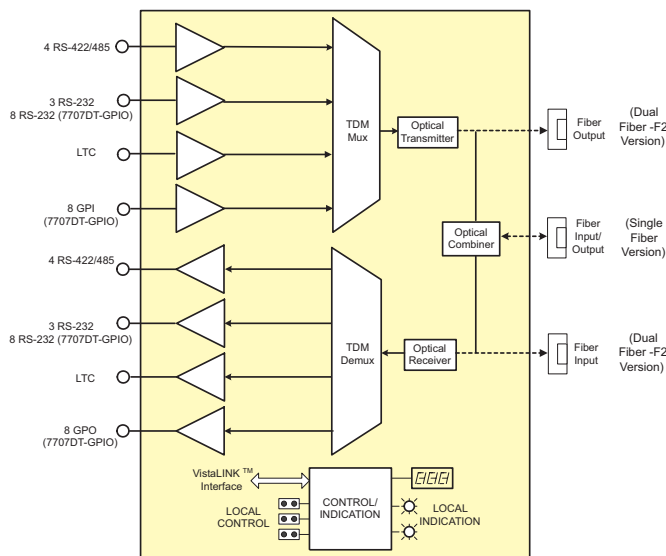 4 RS-422/485
3 RS-232
8 RS-232 (7707DT-GPIO)
LTC
8 GPI
(7707DT-GPIO)
TDM
Mux
Optical
Transmitter
Fiber
Output
(Dual
Fiber -F2
Version)
Optical
Combiner
Fiber
Input/
Output
(Single
Fiber
Version)
4 RS-422/485
3 RS-232
8 RS-232 (7707DT-GPIO)
LTC
8 GPO
(7707DT-GPIO)
TDM
Demux
Optical
Receiver
Fiber
Input
(Dual
Fiber -F2
Version)
VistaLINK ™
Interface
LOCAL
CONTROL
CONTROL/
INDICATION
LOCAL
INDICATION